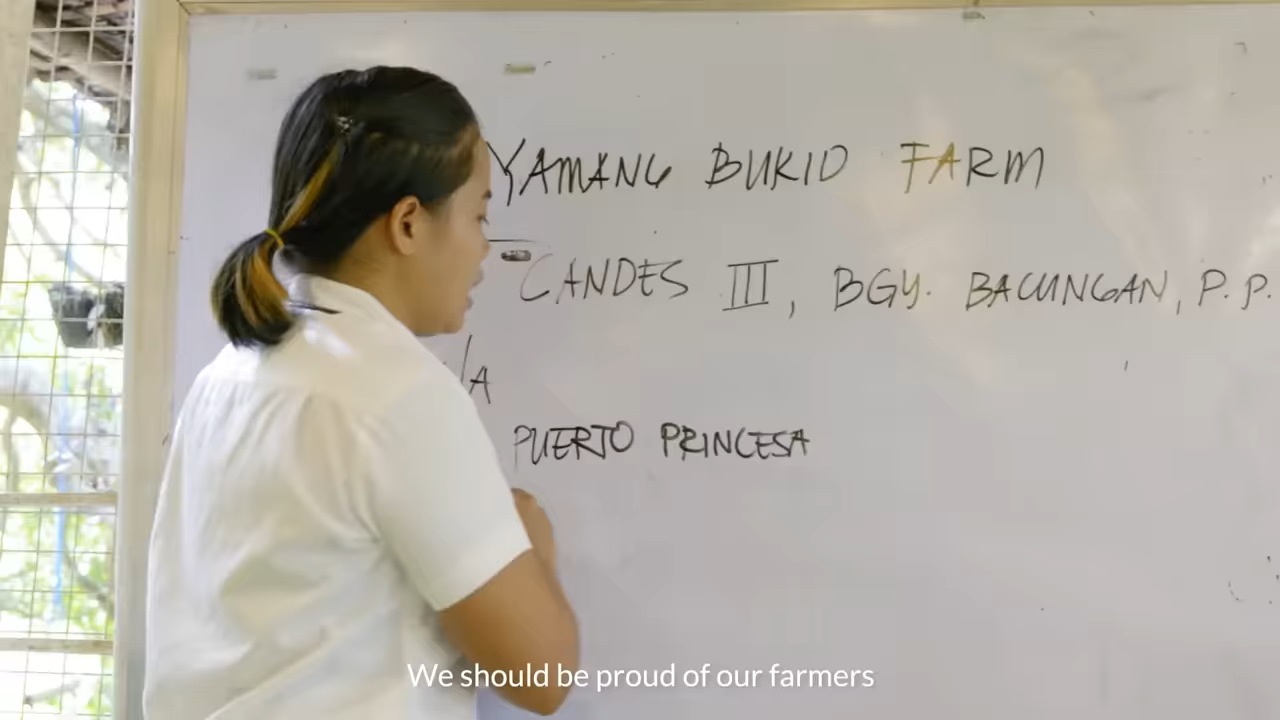 YAMANG BUKID FARM
CANDES III, BGY. BACUNGAN, P.P.
PUERTO PRINCESA
We should be proud of our farmers